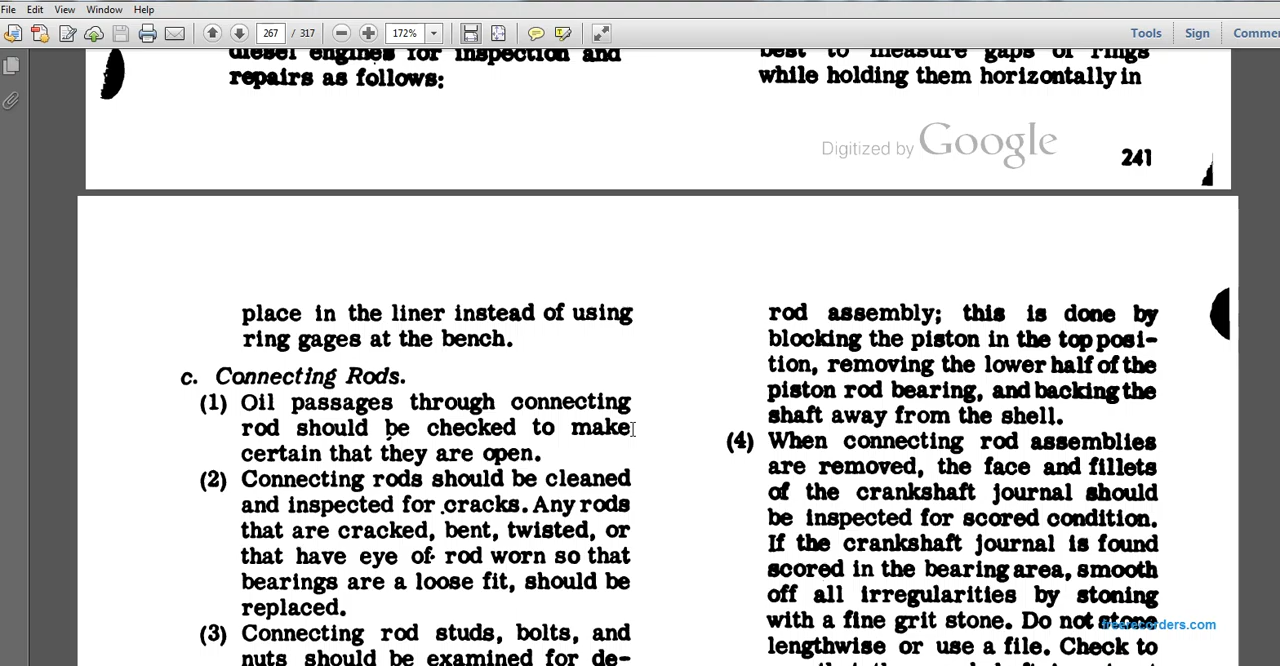 File Edit View Window Help
267 / 317
172%
Tools Sign Comme
diesel engines for inspection and
repairs as follows:
best to measure gaps of rings
while holding them horizontally in
Digitized by Google
241
place in the liner instead of using
ring gages at the bench.
c. Connecting Rods.
(1) Oil passages through connecting
rod should be checked to make
certain that they are open.
(2) Connecting rods should be cleaned
and inspected for cracks. Any rods
that are cracked, bent, twisted, or
that have eye of rod worn so that
bearings are a loose fit, should be
replaced.
(3) Connecting rod studs, bolts, and
nuts should be examined for de-
rod assembly; this is done by
blocking the piston in the top posi-
tion, removing the lower half of the
piston rod bearing, and backing the
shaft away from the shell.
(4) When connecting rod assemblies
are removed, the face and fillets
of the crankshaft journal should
be inspected for scored condition.
If the crankshaft journal is found
scored in the bearing area, smooth
off all irregularities by stoning
with a fine grit stone. Do not stone
lengthwise or use a file. Check to
freerecorders.com